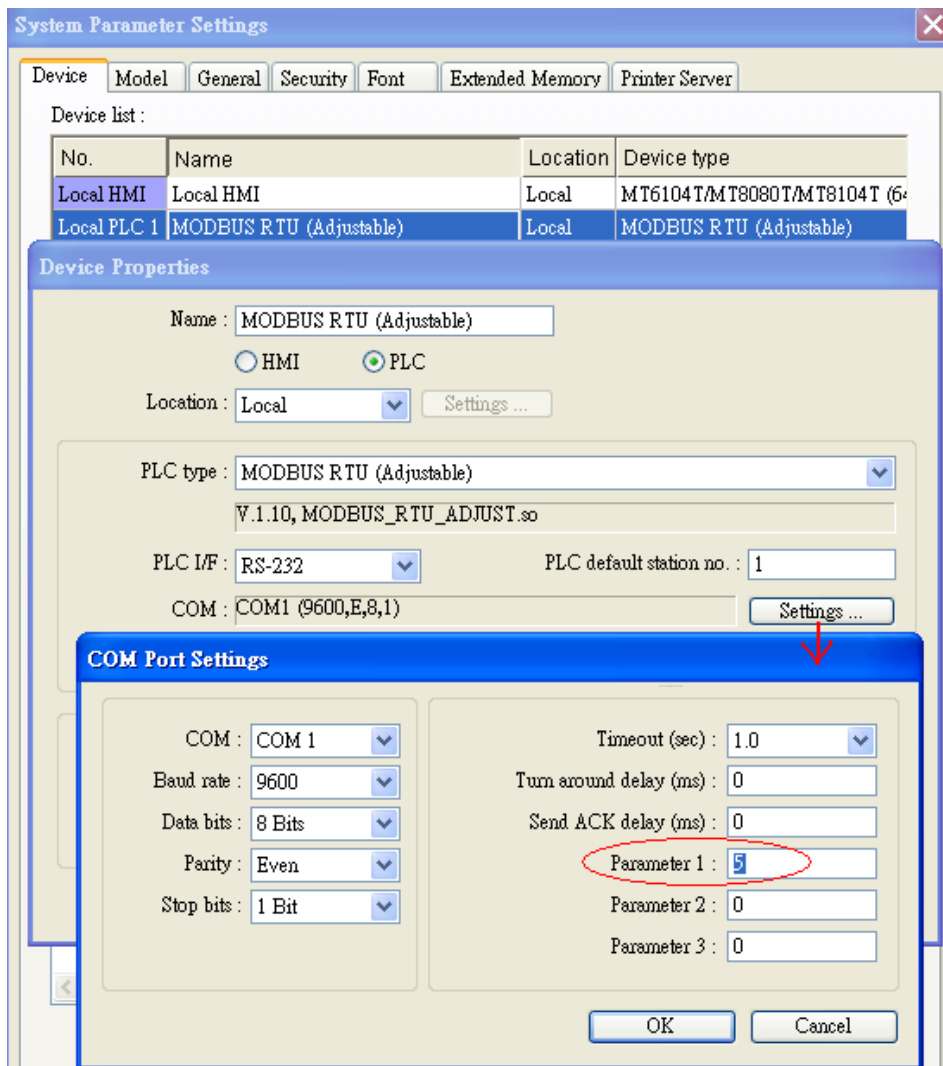 System Parameter Settings
Device Model General Security Font Extended Memory Printer Server
Device list :
No. Name Location Device type
Local HMI Local HMI Local MT6104T/MT8080T/MT8104T (64
Local PLC 1 MODBUS RTU (Adjustable) Local MODBUS RTU (Adjustable)
Device Properties
Name : MODBUS RTU (Adjustable)
HMI PLC
Location : Local Settings ...
PLC type : MODBUS RTU (Adjustable)
V.1.10, MODBUS_RTU_ADJUST.so
PLC I/F : RS-232 PLC default station no. : 1
COM : COM1 (9600,E,8,1) Settings ...
COM Port Settings
COM : COM 1 Timeout (sec) : 1.0
Baud rate : 9600 Turn around delay (ms) : 0
Data bits : 8 Bits Send ACK delay (ms) : 0
Parity : Even Parameter 1 : 5
Stop bits : 1 Bit Parameter 2 : 0
Parameter 3 : 0
OK Cancel